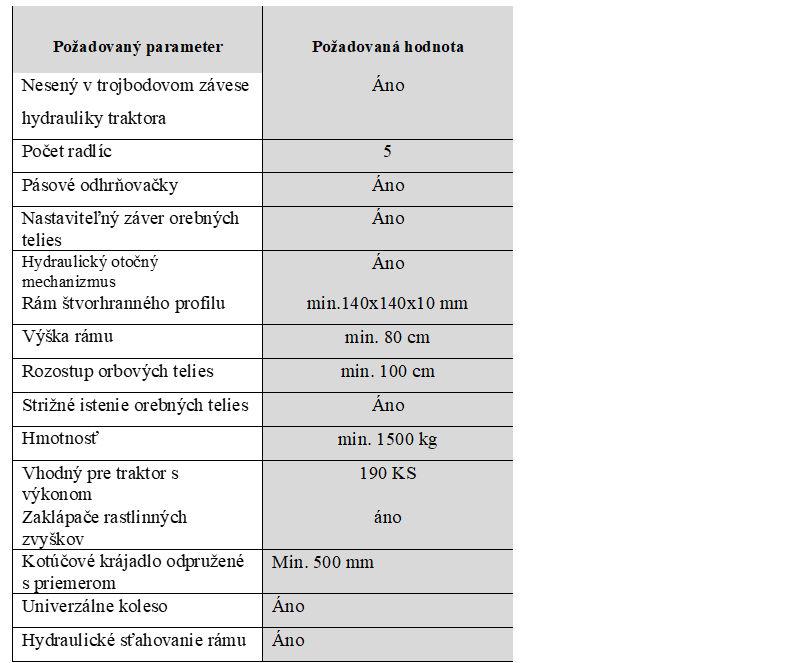 Požadovaný parameter Požadovaná hodnota
Nesený v trojbodovom závese Áno
hydrauliky traktora
Počet radlíc 5
Pásové odhrňovačky Áno
Nastaviteľný záver orebných Áno
telies
Hydraulický otočný Áno
mechanizmus
Rám štvorhranného profilu min.140x140x10 mm
Výška rámu min. 80 cm
Rozostup orbových telies min. 100 cm
Strižné istenie orebných telies Áno
Hmotnosť min. 1500 kg
Vhodný pre traktor s 190 KS
výkonom
Zaklápače rastlinných áno
zvyškov
Kotúčové krájadlo odpružené Min. 500 mm
s priemerom
Univerzálne koleso Áno
Hydraulické sťahovanie rámu Áno